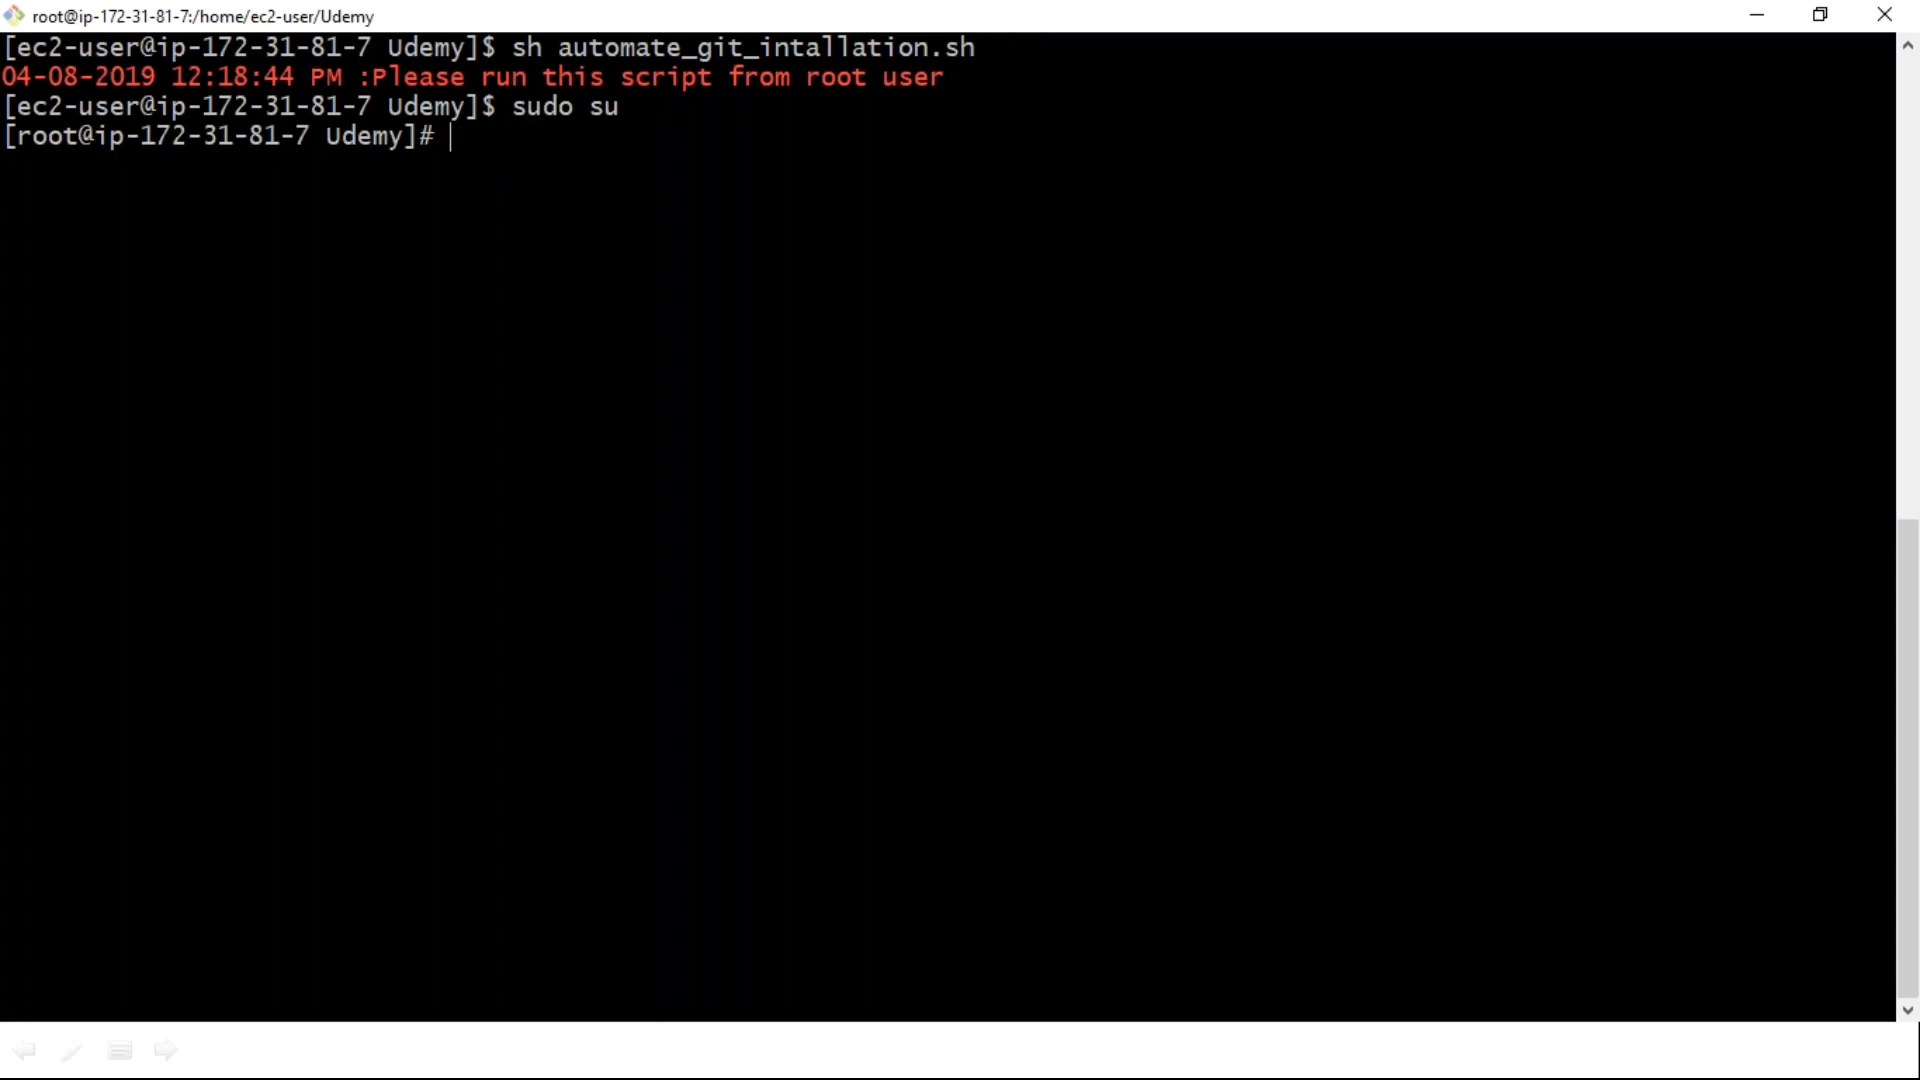 root@ip-172-31-81-7:/home/ec2-user/Udemy
[ec2-user@ip-172-31-81-7 Udemy]$ sh automate_git_intallation.sh
04-08-2019 12:18:44 PM :Please run this script from root user
[ec2-user@ip-172-31-81-7 Udemy]$ sudo su
[root@ip-172-31-81-7 Udemy]#